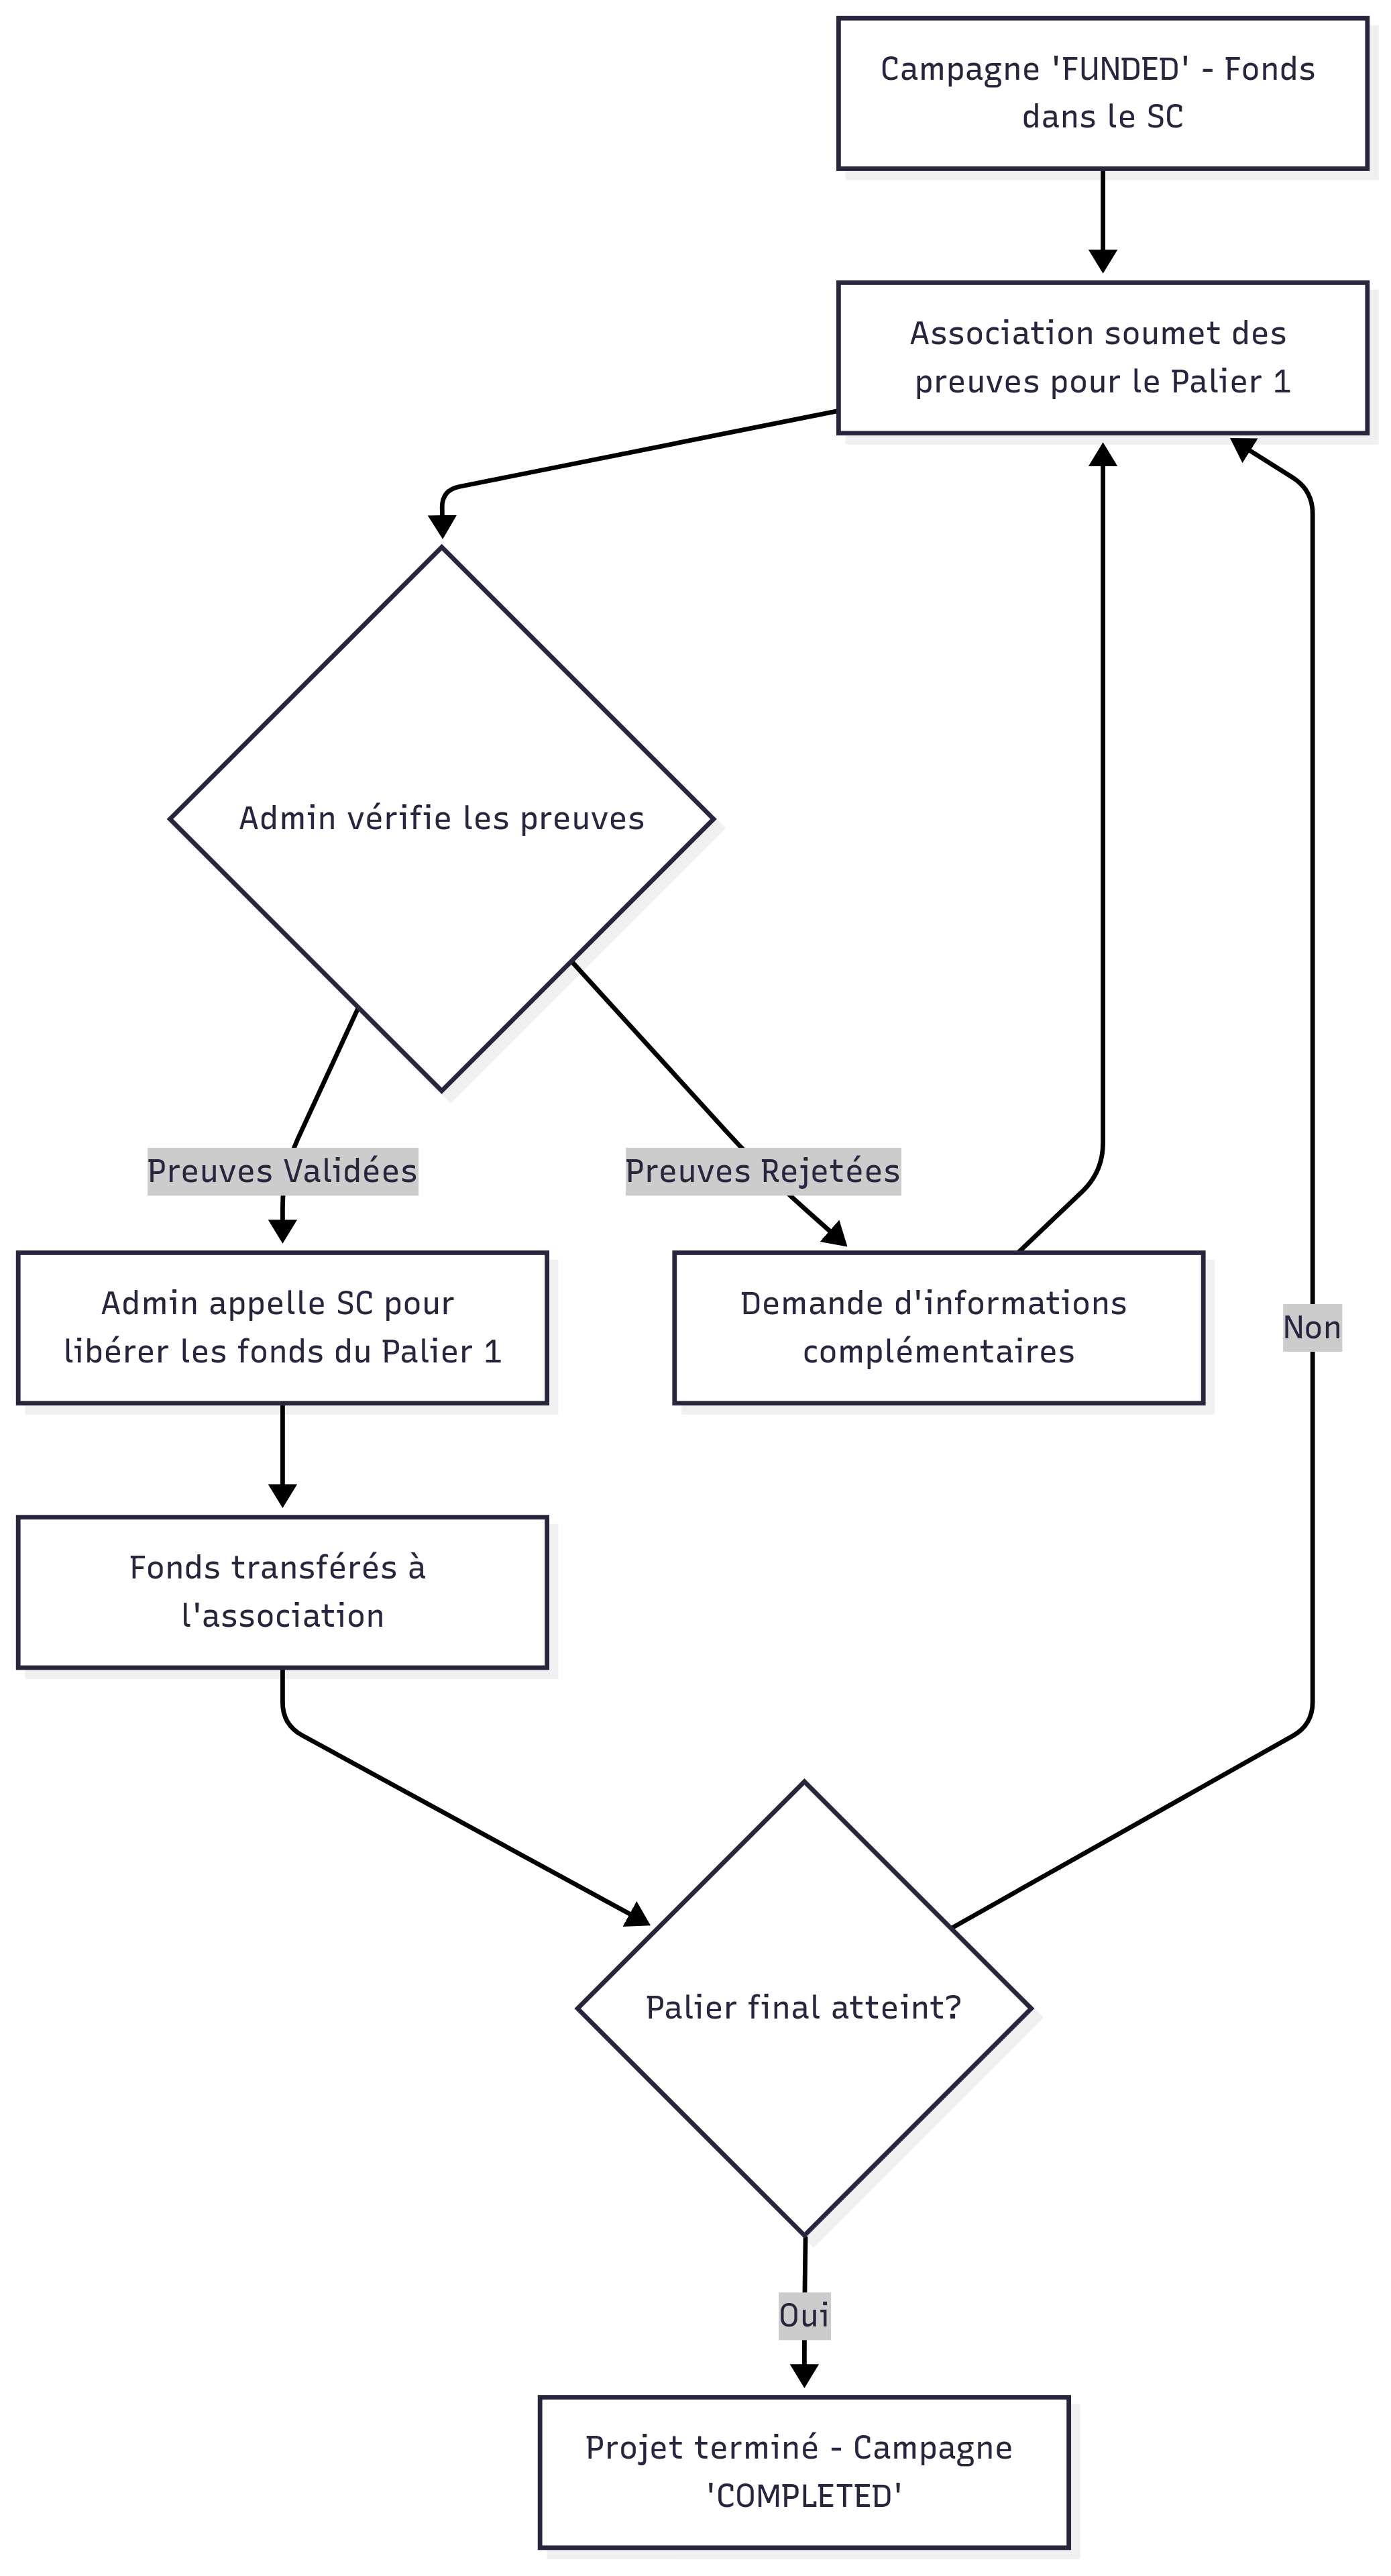 Campagne 'FUNDED' - Fonds
dans le SC
Association soumet des
preuves pour le Palier 1
Admin vérifie les preuves
Preuves Validées
Preuves Rejetées
Admin appelle SC pour
libérer les fonds du Palier 1
Demande d'informations
complémentaires
Non
Fonds transférés à
l'association
Palier final atteint?
Oui
Projet terminé - Campagne
'COMPLETED'